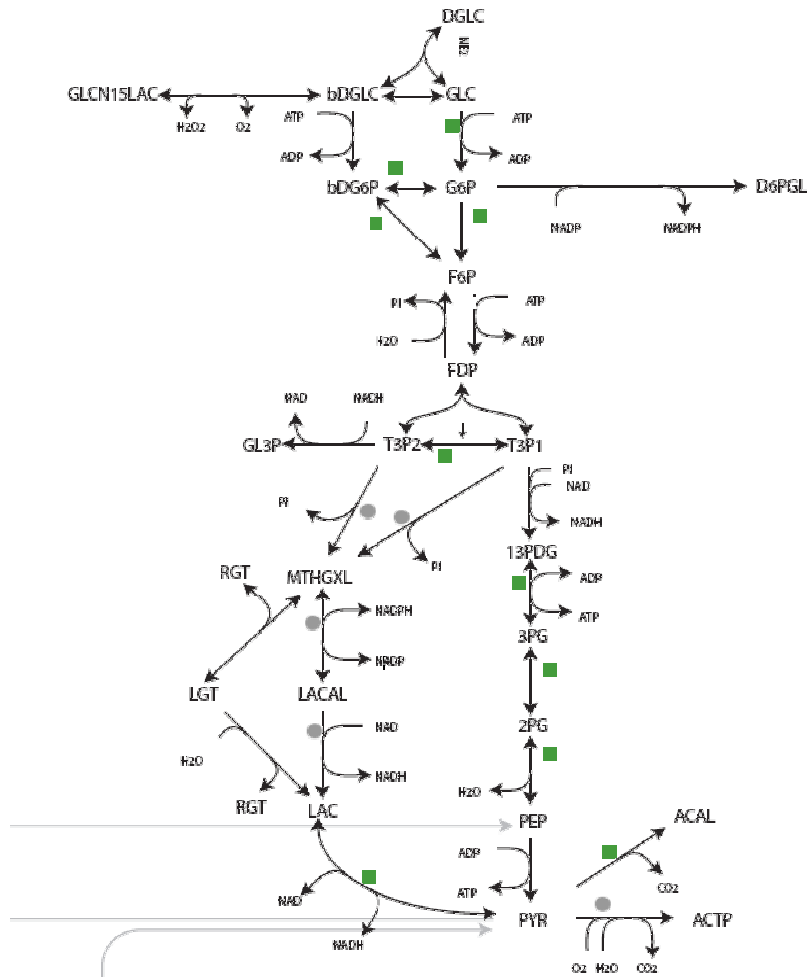 DGLC
NE2
GLCN15LAC bDGLC GLC
H2O2 O2 ATP ATP
ADP ADP
bDG6P G6P D6PGL
NADP NADPH
F6P
PI ATP
H2O ADP
FDP
NAD NADH
GL3P T3P2 T3P1
PI
NAD
PI NADH
13PDG
RGT MTHGXL PI ADP
NADPH ATP
3PG
NADP
LGT LACAL
NAD 2PG
H2O
NADH H2O
RGT LAC PEP ACAL
ADP
ATP CO2
NAD
PYR ACTP
NADH
O2 H2O CO2